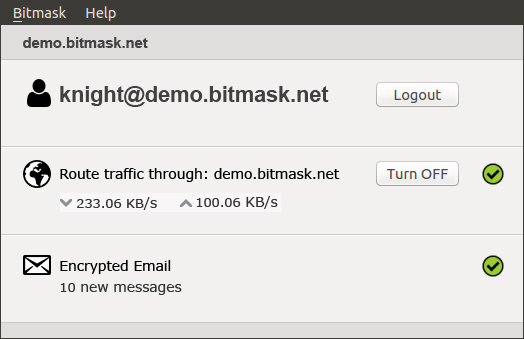 Bitmask Help
demo.bitmask.net
knight@demo.bitmask.net Logout
Route traffic through: demo.bitmask.net Turn OFF
233.06 KB/s 100.06 KB/s
Encrypted Email
10 new messages